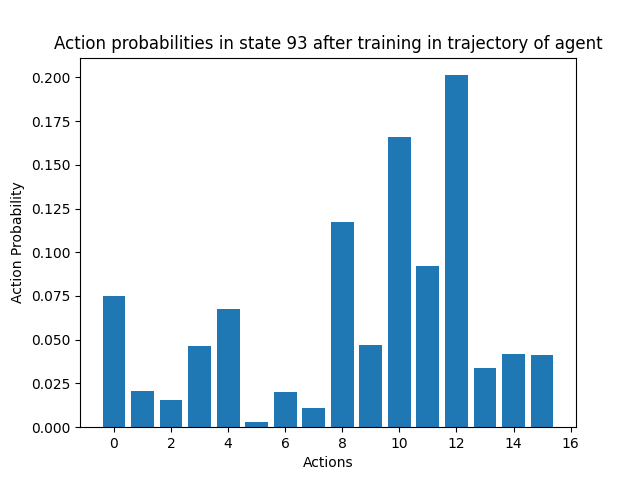 Action probabilities in state 93 after training in trajectory of agent
0.200
0.175
0.150
0.125
0.100
0.075
0.050
0.025
0.000
Action Probability
0 2 4 6 8 10 12 14 16
Actions